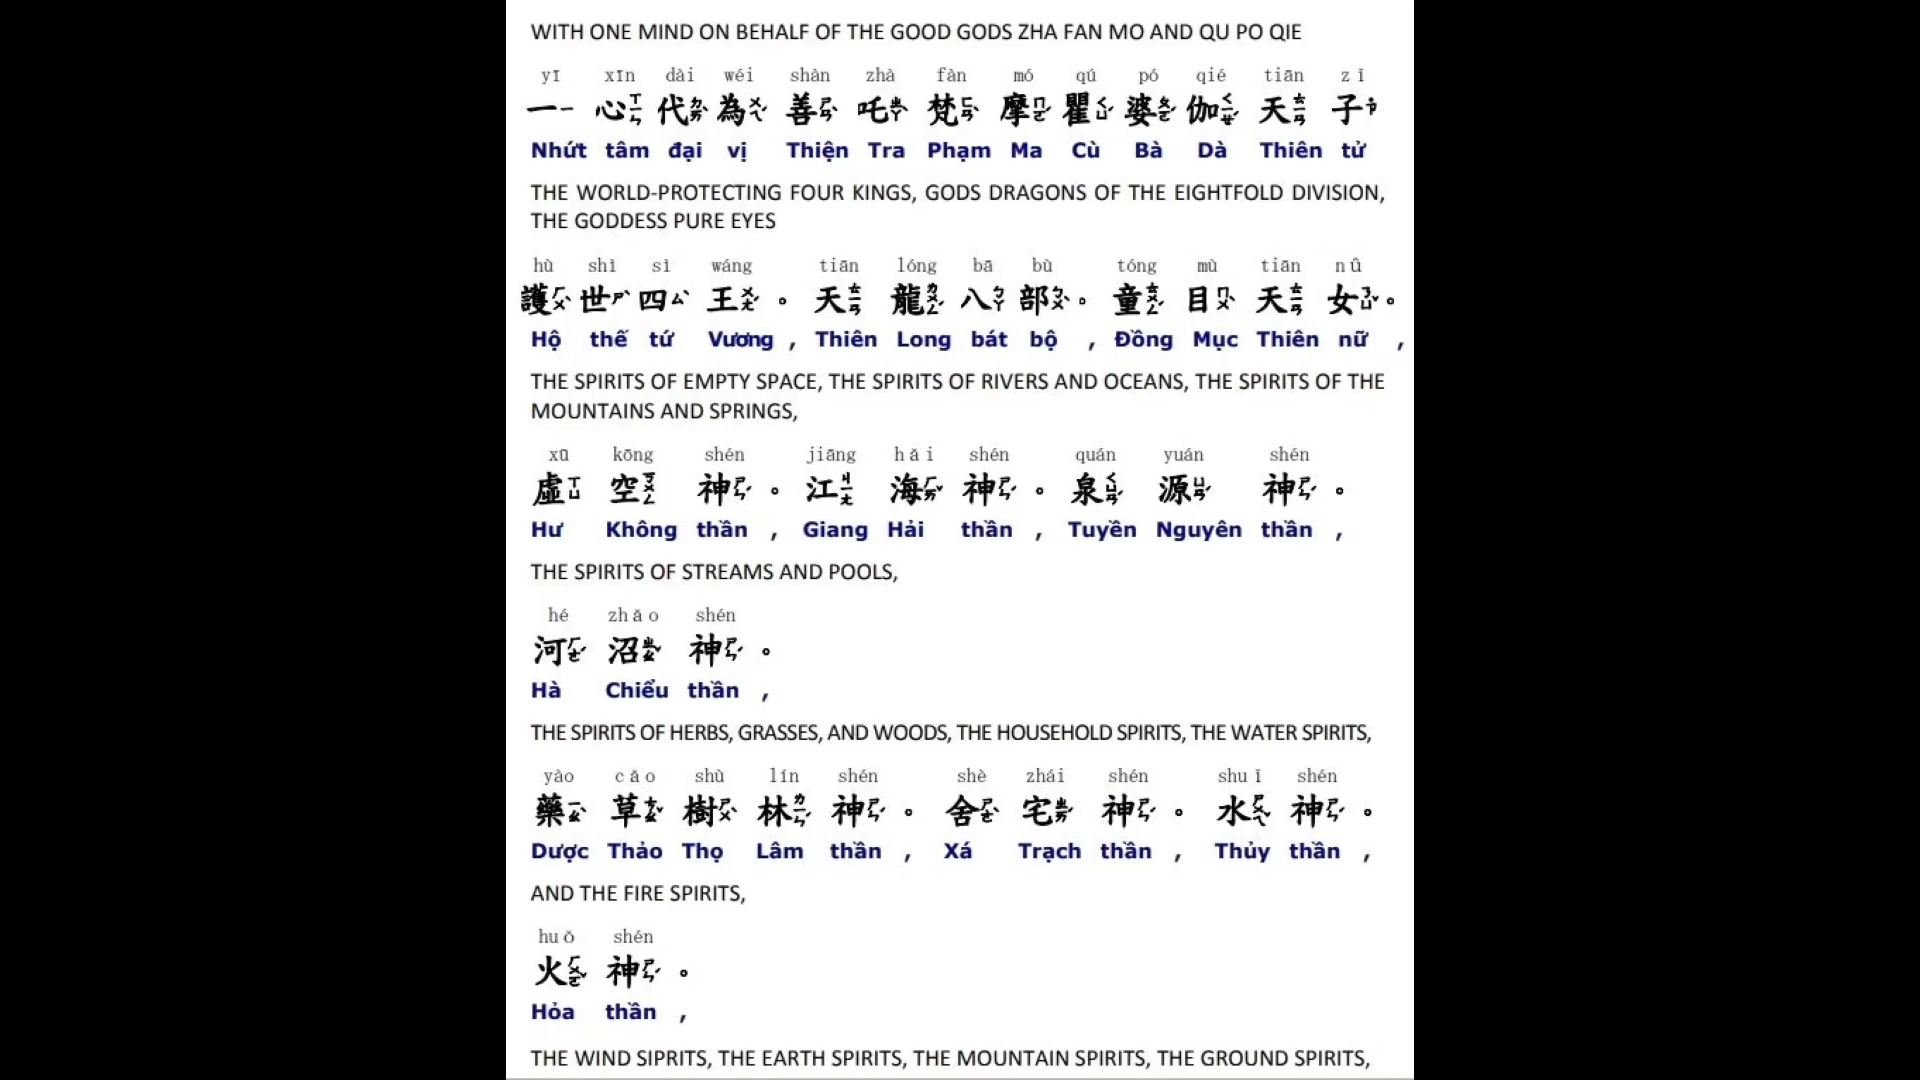 WITH ONE MIND ON BEHALF OF THE GOOD GODS ZHA FAN MO AND QU PO QIE
yī xīn dài wéi shàn zhà fàn mó qú pó qié tiān zǐ
一心代為善吒梵摩瞿婆伽天子
Nhứt tâm đại vị Thiện Tra Phạm Ma Cù Bà Dà Thiên tử
THE WORLD-PROTECTING FOUR KINGS, GODS DRAGONS OF THE EIGHTFOLD DIVISION,
THE GODDESS PURE EYES
hù shì sì wáng tiān lóng bā bù tóng mù tiān nǚ
護世四王。天龍八部。童目天女。
Hộ thế tứ Vương , Thiên Long bát bộ , Đồng Mục Thiên nữ ,
THE SPIRITS OF EMPTY SPACE, THE SPIRITS OF RIVERS AND OCEANS, THE SPIRITS OF THE
MOUNTAINS AND SPRINGS,
xū kōng shén jiāng hǎi shén quán yuán shén
虛空神。江海神。泉源神。
Hư Không thần , Giang Hải thần , Tuyền Nguyên thần ,
THE SPIRITS OF STREAMS AND POOLS,
hé zhǎo shén
河沼神。
Hà Chiểu thần ,
THE SPIRITS OF HERBS, GRASSES, AND WOODS, THE HOUSEHOLD SPIRITS, THE WATER SPIRITS,
yào cǎo shù lín shén shè zhái shén shuǐ shén
藥草樹林神。舍宅神。水神。
Dược Thảo Thọ Lâm thần , Xá Trạch thần , Thủy thần ,
AND THE FIRE SPIRITS,
huǒ shén
火神。
Hỏa thần ,
THE WIND SIPRITS, THE EARTH SPIRITS, THE MOUNTAIN SPIRITS, THE GROUND SPIRITS,